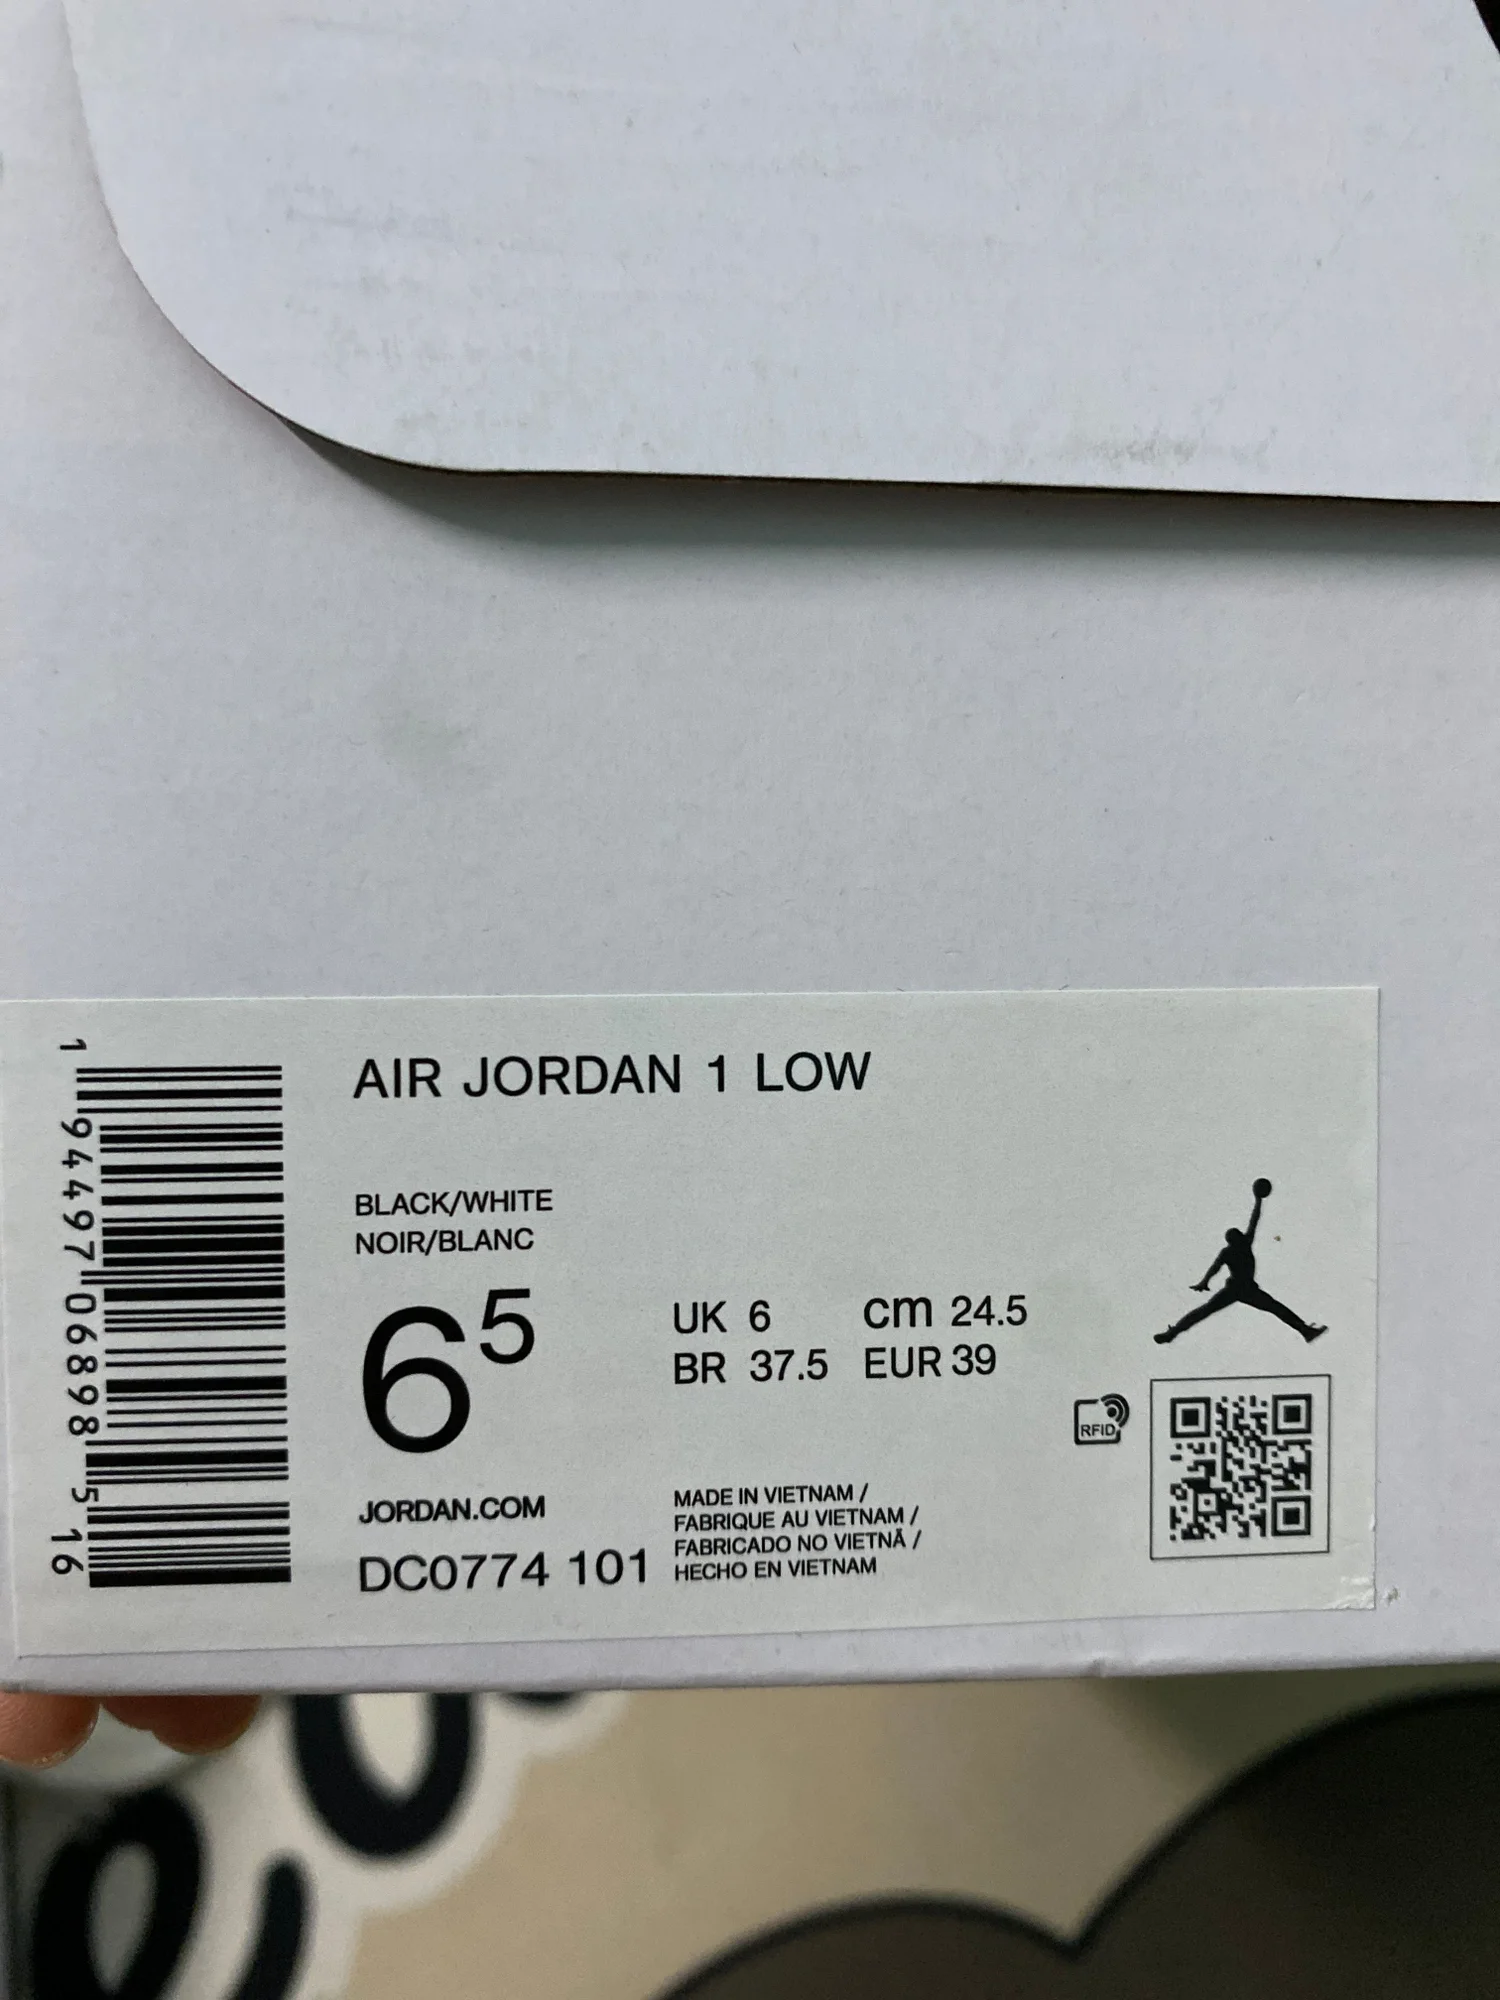 AIR JORDAN 1 LOW
BLACK/WHITE
NOIR/BLANC
6⁵
UK 6 cm 24.5
BR 37.5 EUR 39
RFID
JORDAN.COM
DC0774 101
MADE IN VIETNAM /
FABRIQUE AU VIETNAM /
FABRICADO NO VIETNÃ /
HECHO EN VIETNAM
1 94497 06898 5 16